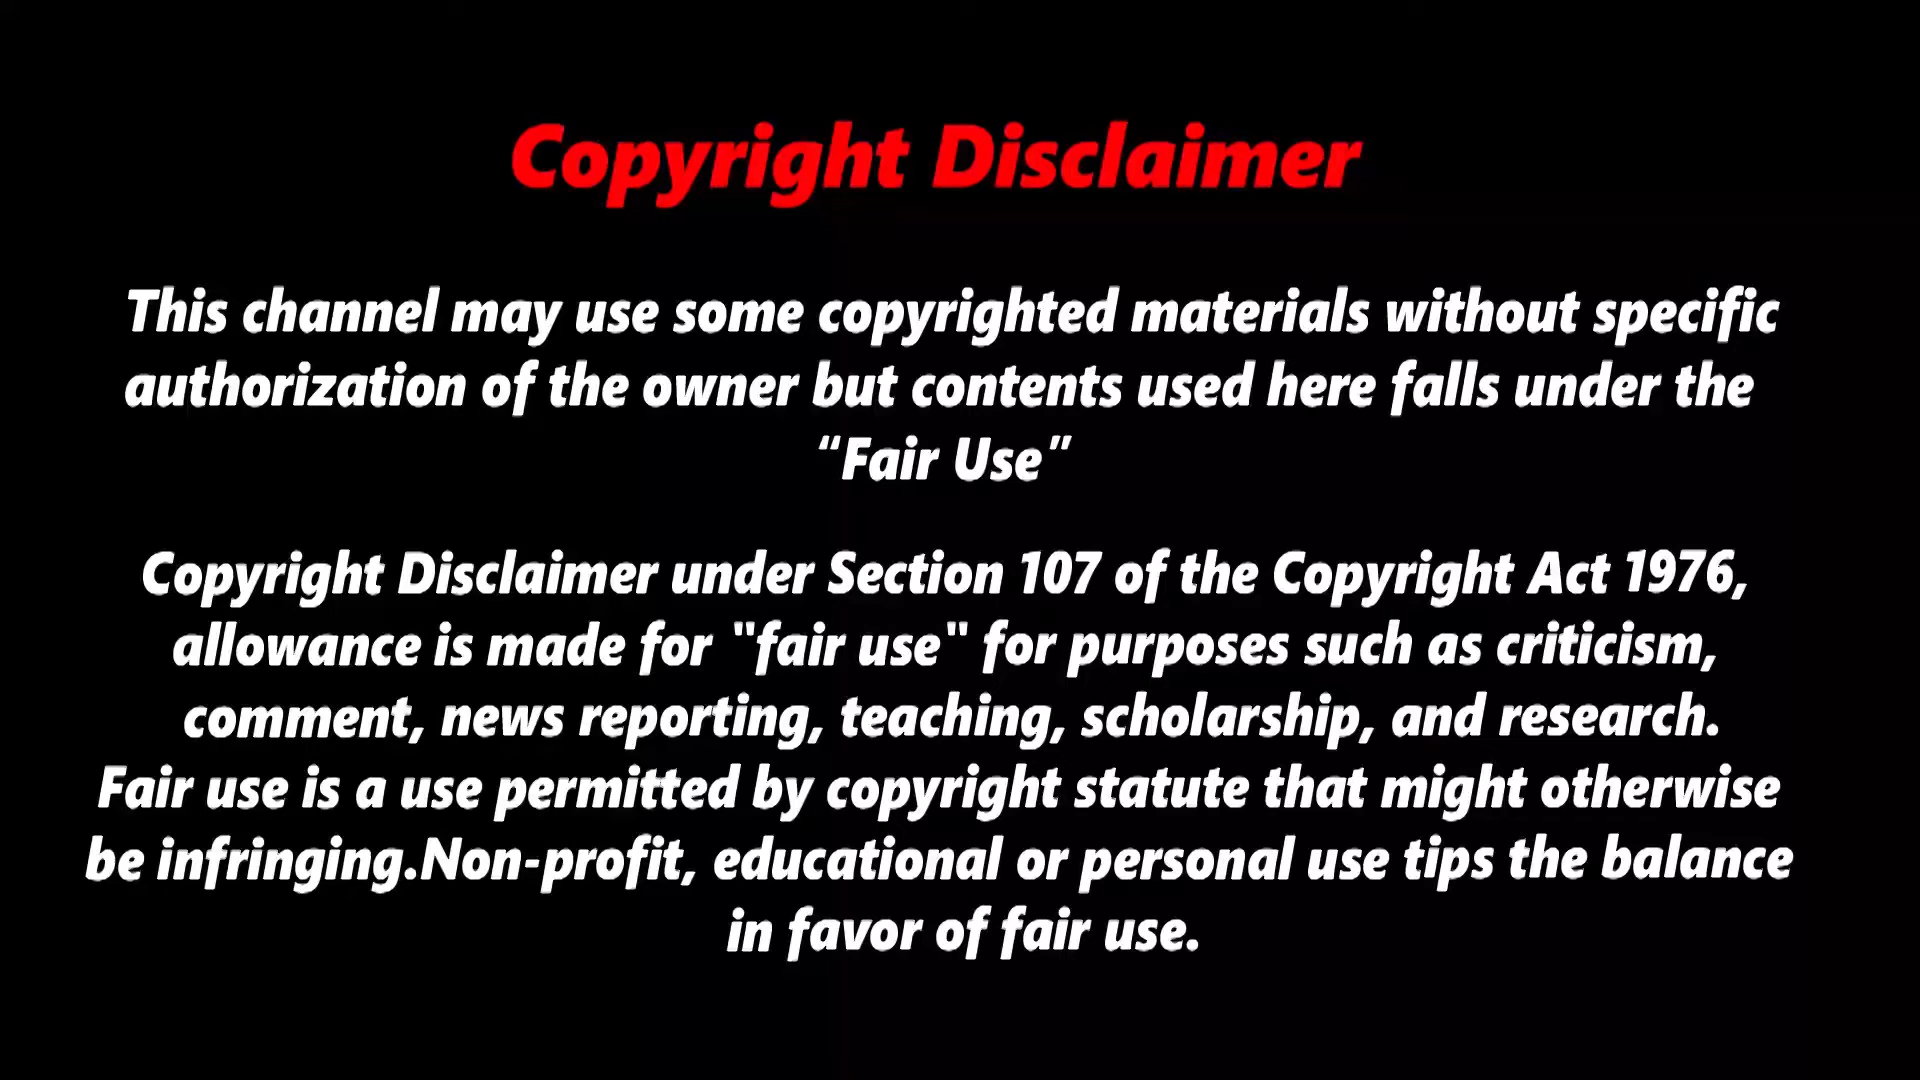 Copyright Disclaimer
This channel may use some copyrighted materials without specific
authorization of the owner but contents used here falls under the
“Fair Use”
Copyright Disclaimer under Section 107 of the Copyright Act 1976,
allowance is made for "fair use" for purposes such as criticism,
comment, news reporting, teaching, scholarship, and research.
Fair use is a use permitted by copyright statute that might otherwise
be infringing.Non-profit, educational or personal use tips the balance
in favor of fair use.